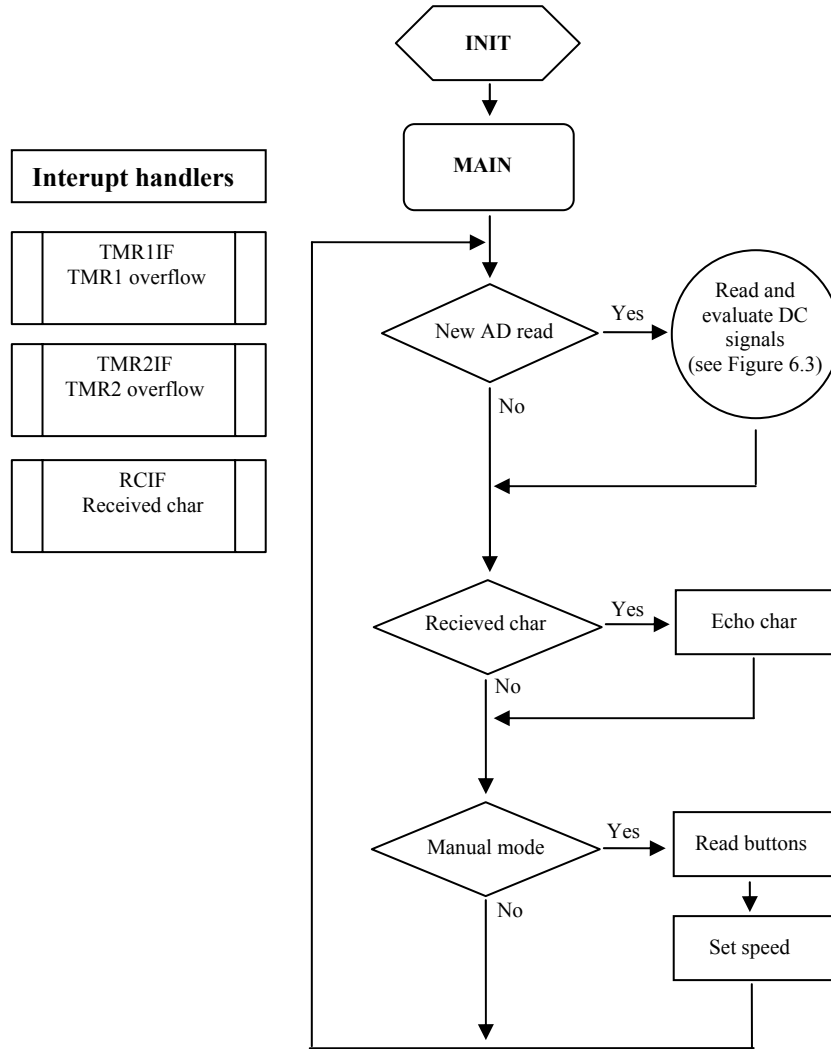 INIT
MAIN
Interupt handlers
TMR1IF
TMR1 overflow
TMR2IF
TMR2 overflow
RCIF
Received char
New AD read
Yes
Read and
evaluate DC
signals
(see Figure 6.3)
No
Recieved char
Yes
Echo char
No
Manual mode
Yes
Read buttons
No
Set speed